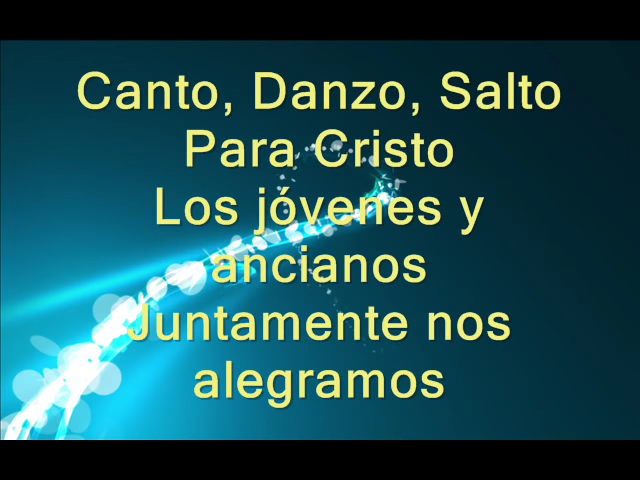 Canto, Danzo, Salto
Para Cristo
Los jóvenes y
ancianos
Juntamente nos
alegramos